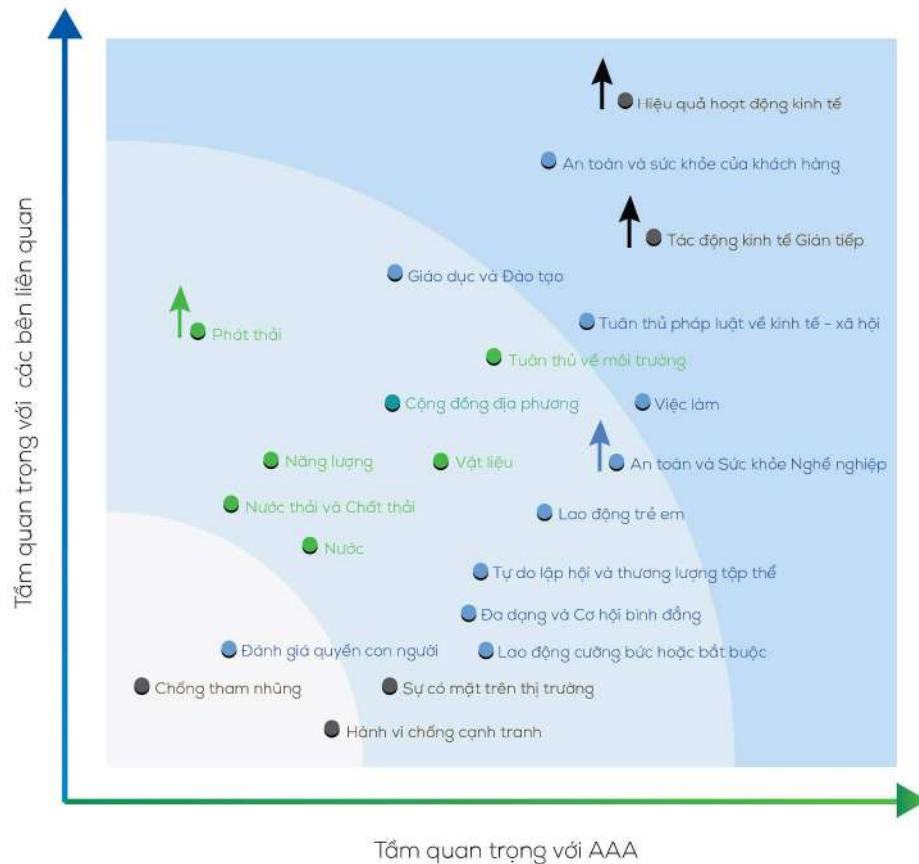 Tầm quan trọng với các bên liên quan
Hiệu quả hoạt động kinh tế
An toàn và sức khỏe của khách hàng
Tác động kinh tế Gián tiếp
Giáo dục và Đào tạo
Tuân thủ pháp luật về kinh tế - xã hội
Phát thải
Tuân thủ về môi trường
Cộng đồng địa phương
Việc làm
Năng lượng
Vật liệu
An toàn và Sức khỏe Nghề nghiệp
Nước thải và Chất thải
Lao động trẻ em
Nước
Tự do lập hội và thương lượng tập thể
Đa dạng và Cơ hội bình đẳng
Đánh giá quyền con người
Lao động cưỡng bức hoặc bắt buộc
Chống tham nhũng
Sự có mặt trên thị trường
Hành vi chống cạnh tranh
Tầm quan trọng với AAA